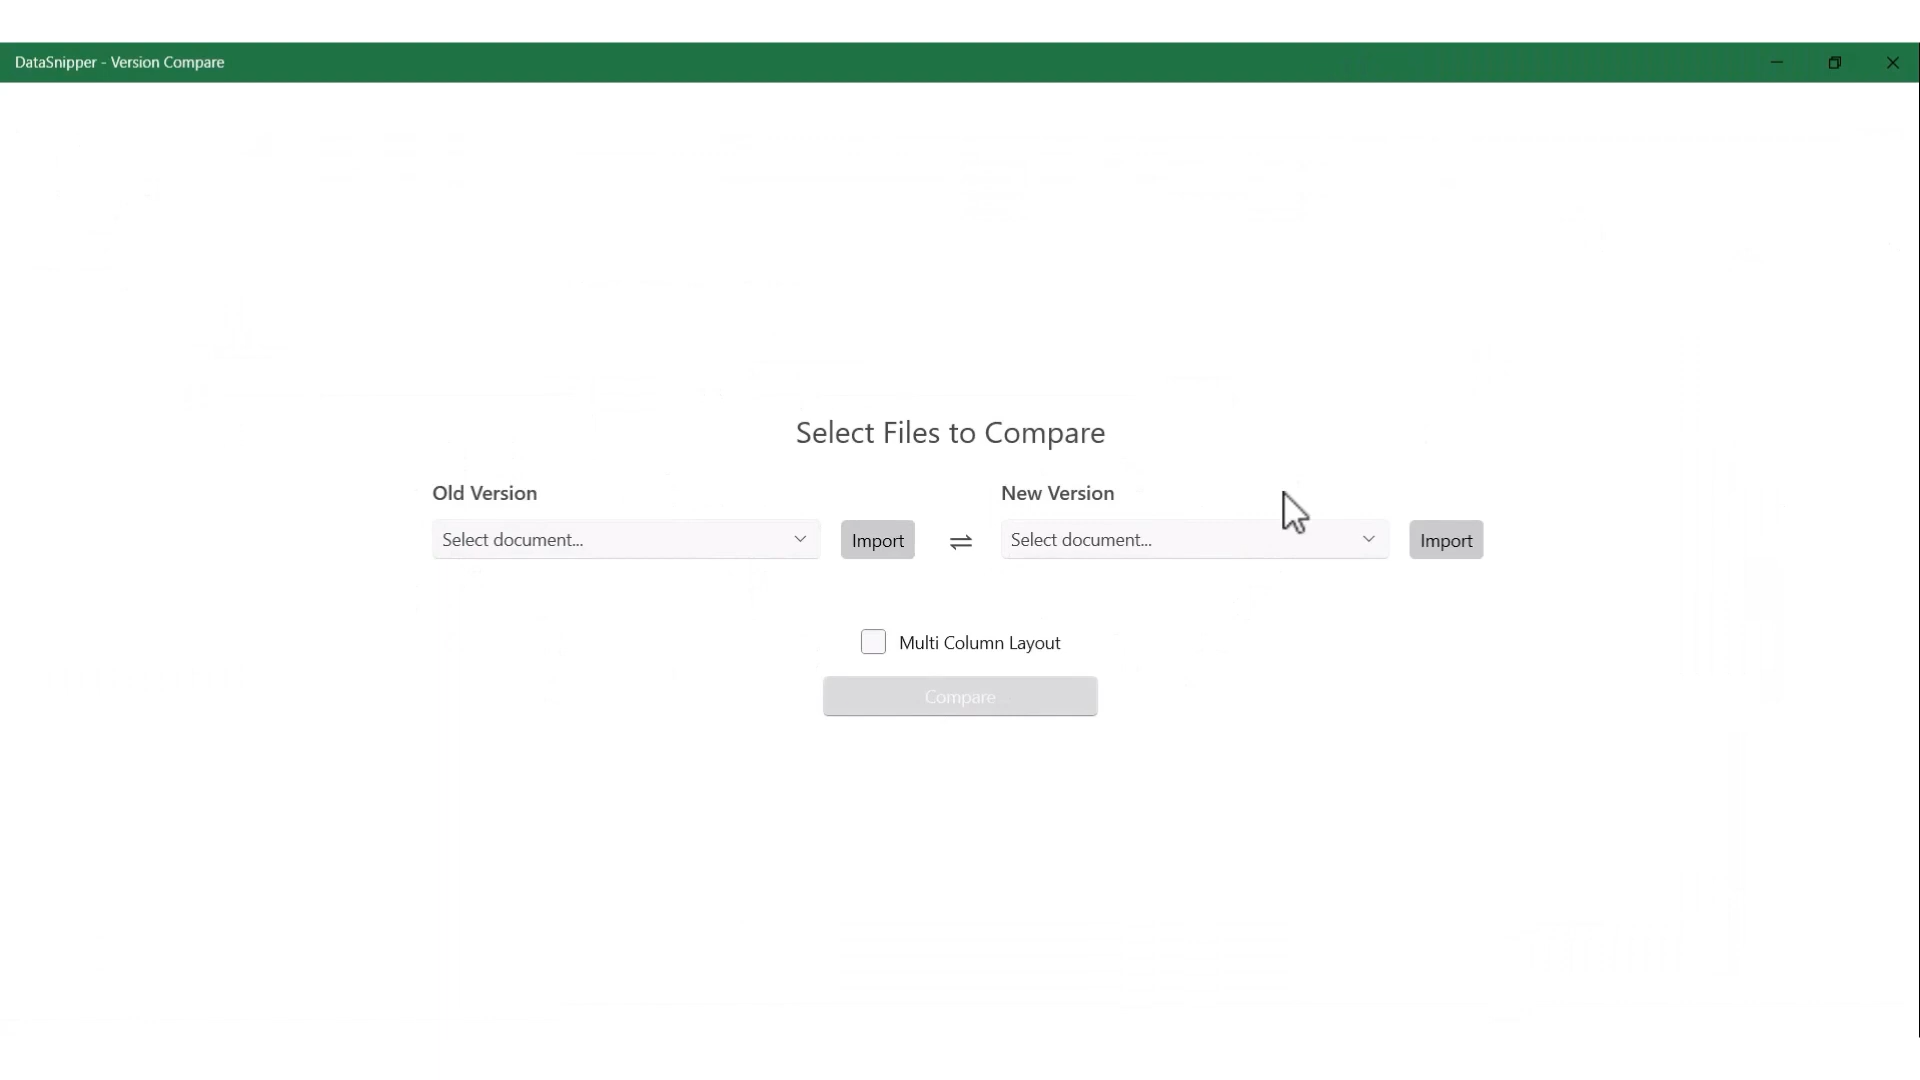 DataSnipper - Version Compare
Select Files to Compare
Old Version
New Version
Select document...
Import
Select document...
Import
Multi Column Layout
Compare